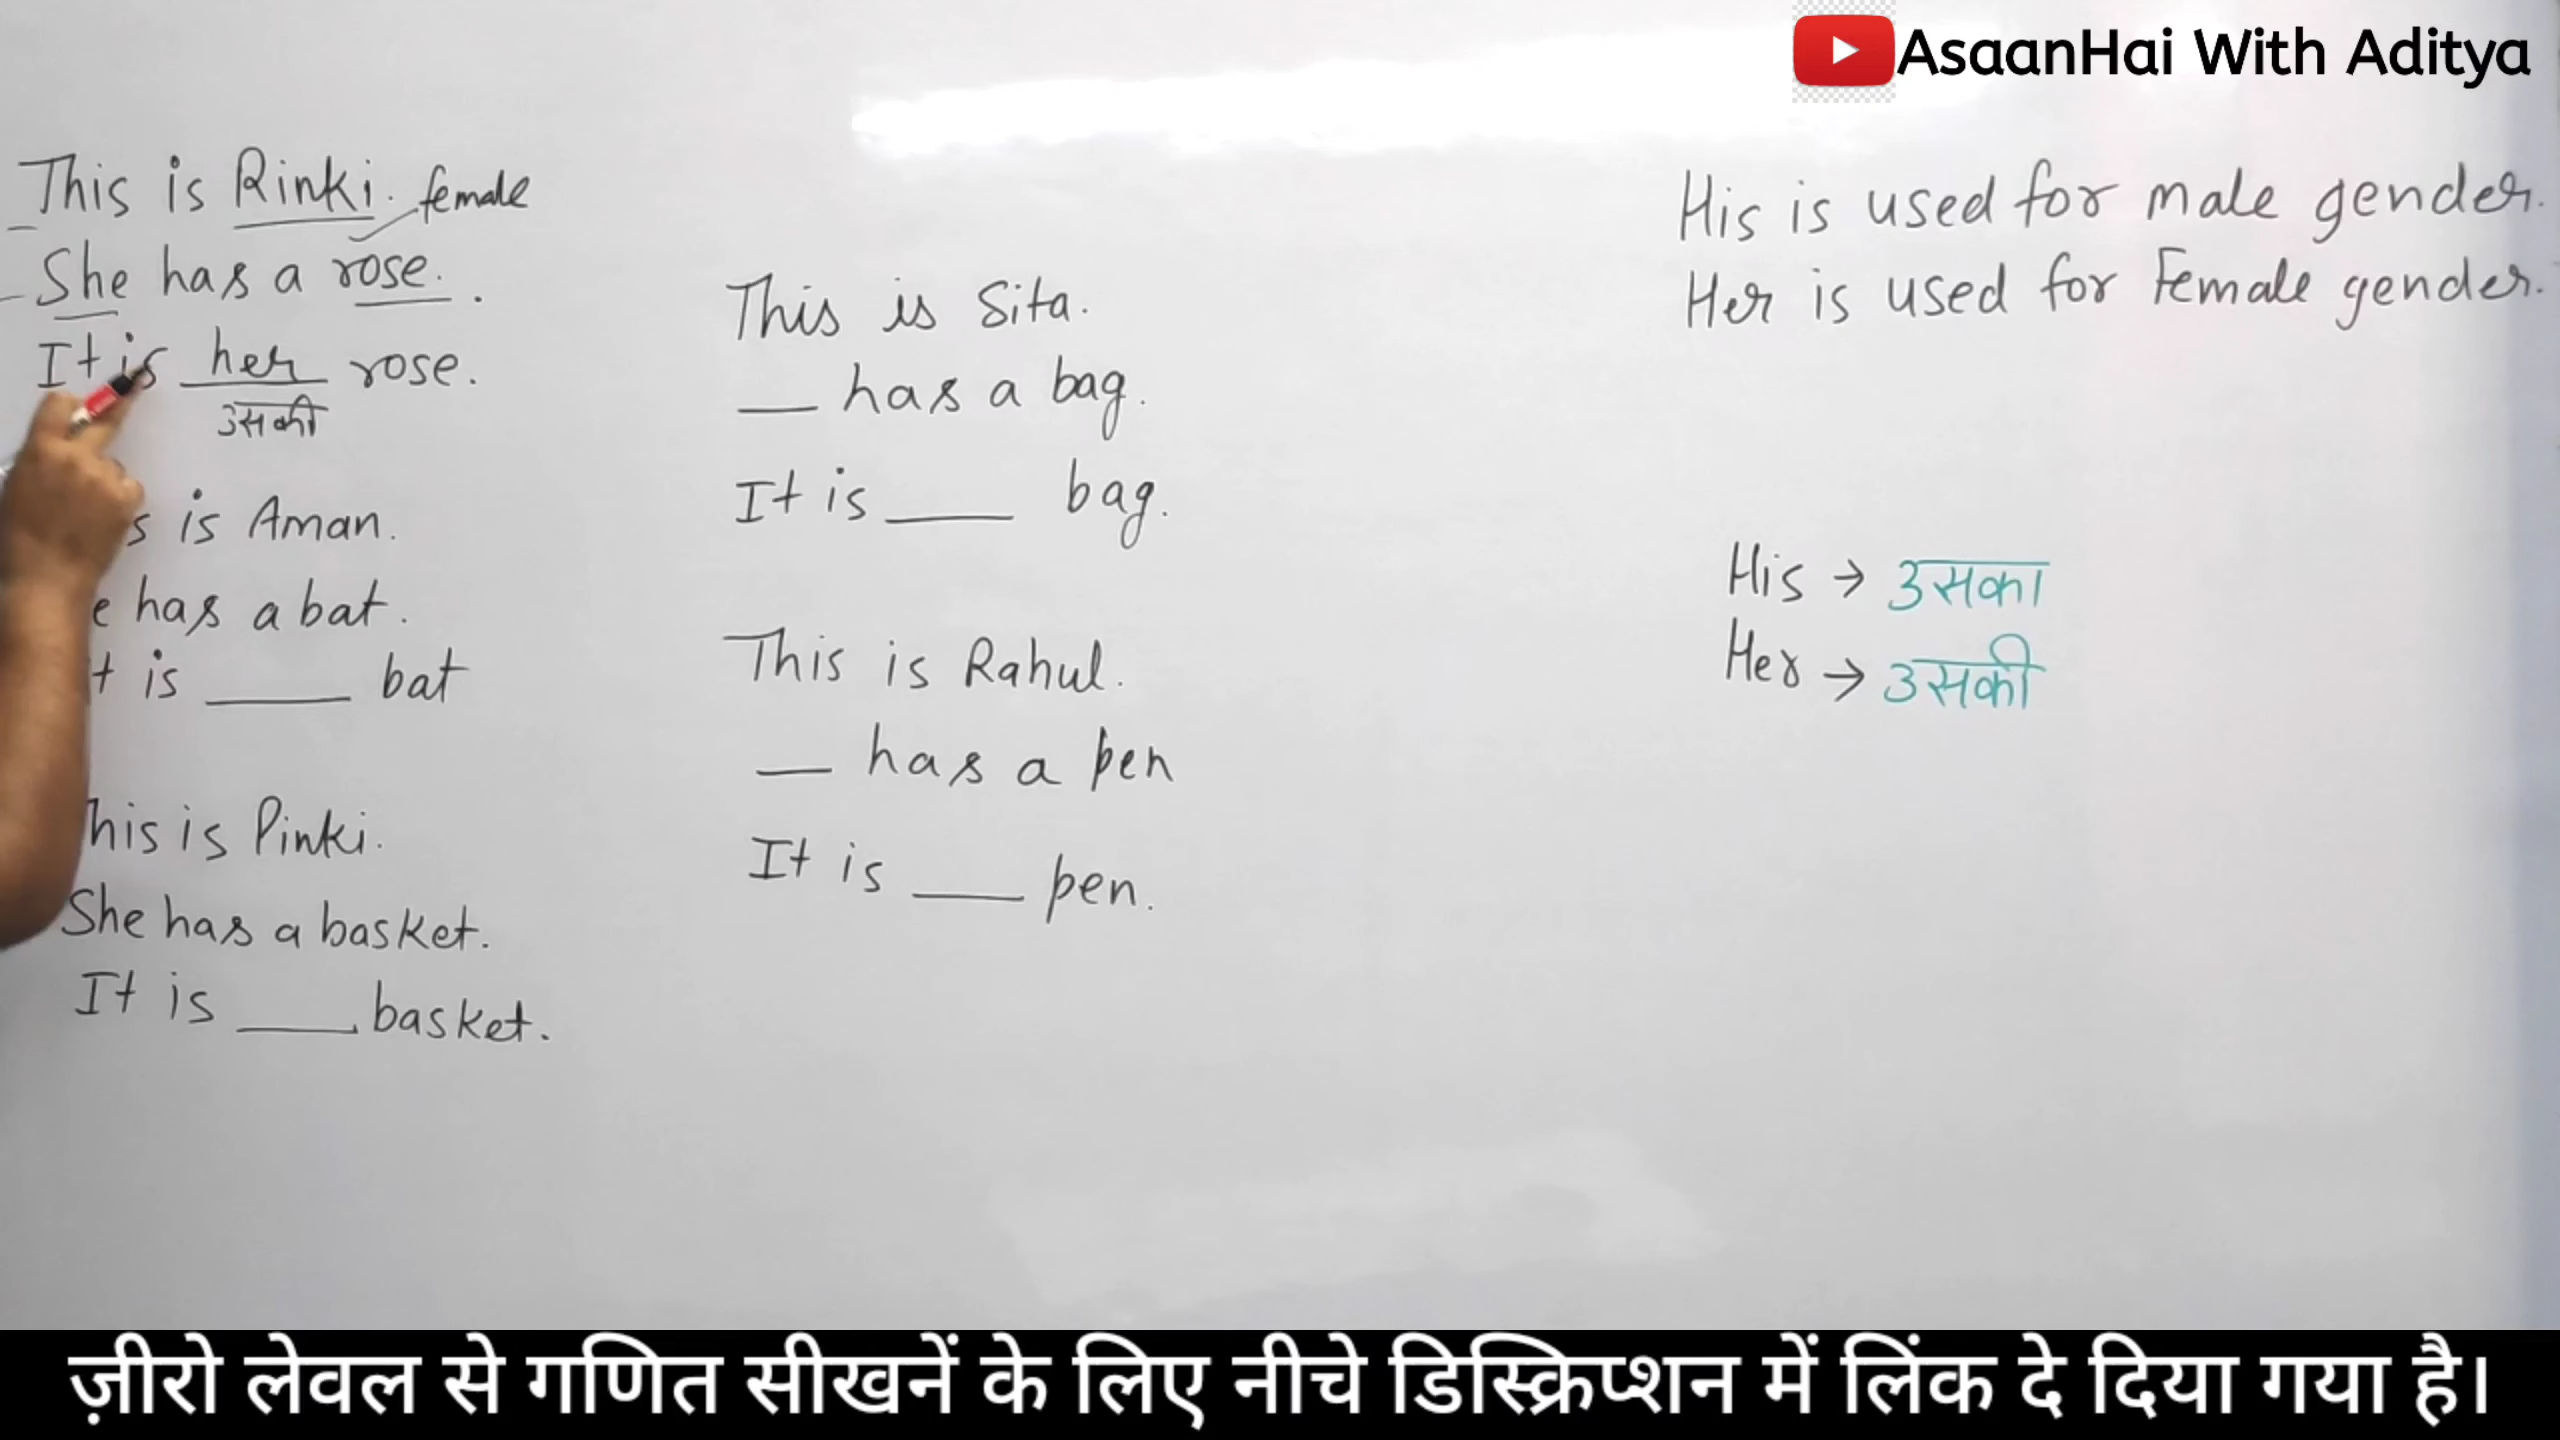 AsaanHai With Aditya
This is Rinki. female
She has a rose.
It is her rose.
उसकी
is Aman.
has a bat.
is ____ bat
This is Pinki.
She has a basket.
It is ____ basket.
This is Sita.
__ has a bag.
It is ____ bag.
This is Rahul.
__ has a pen
It is ____ pen.
His is used for male gender.
Her is used for Female gender.
His → उसका
Her → उसकी
ज़ीरो लेवल से गणित सीखनें के लिए नीचे डिस्क्रिप्शन में लिंक दे दिया गया है।